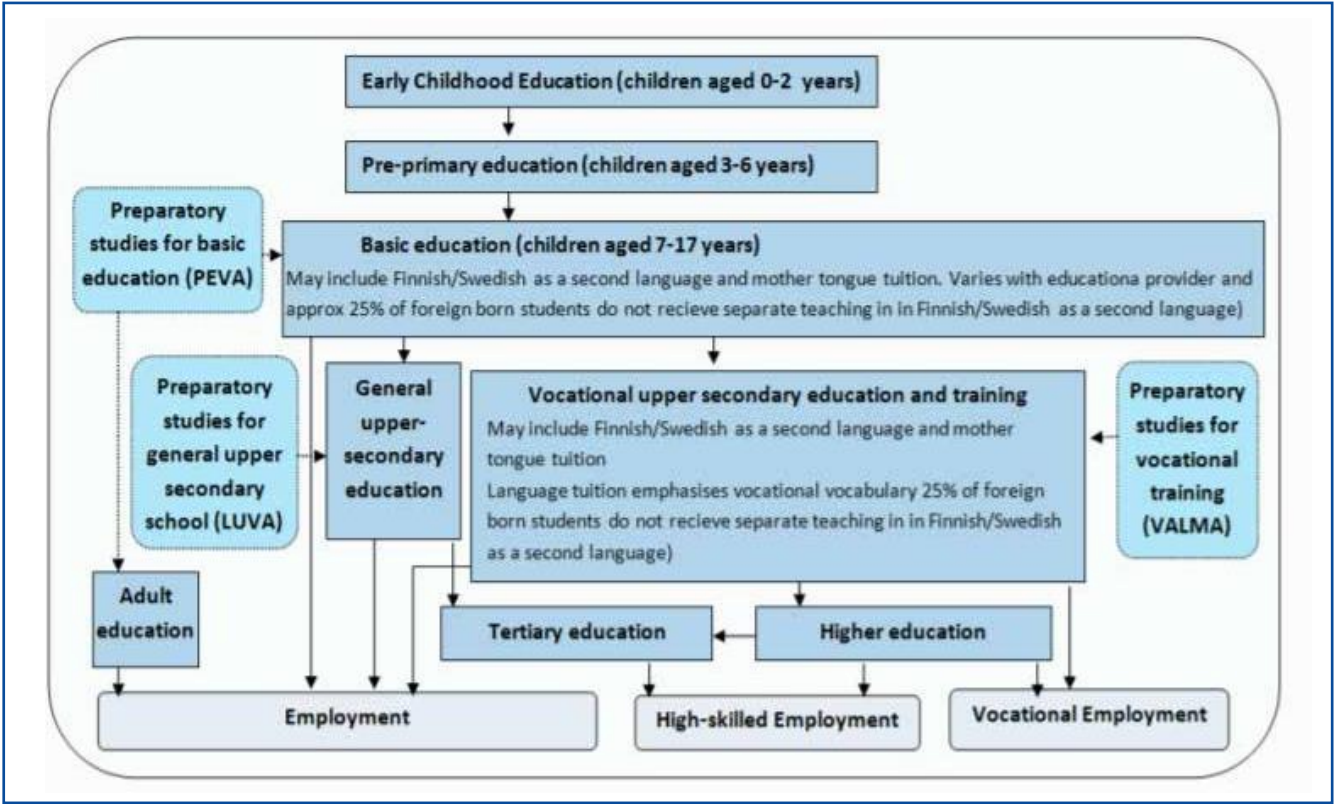 Early Childhood Education (children aged 0-2 years)
Pre-primary education (children aged 3-6 years)
Preparatory
studies for basic
education (PEVA)
Basic education (children aged 7-17 years)
May include Finnish/Swedish as a second language and mother tongue tuition. Varies with educationa provider and
approx 25% of foreign born students do not recieve separate teaching in in Finnish/Swedish as a second language)
Preparatory
studies for
general upper
secondary
school (LUVA)
General
upper-
secondary
education
Vocational upper secondary education and training
May include Finnish/Swedish as a second language and mother
tongue tuition
Language tuition emphasises vocational vocabulary 25% of foreign
born students do not recieve separate teaching in in Finnish/Swedish
as a second language)
Preparatory
studies for
vocational
training
(VALMA)
Adult
education
Tertiary education
Higher education
Employment
High-skilled Employment
Vocational Employment